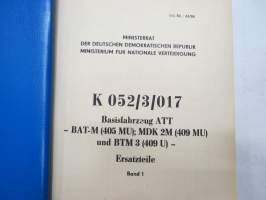 MINISTERRAT
DER DEUTSCHEN DEMOKRATISCHEN REPUBLIK
MINISTERIUM FÜR NATIONALE VERTEIDIGUNG
K 052/3/017
Basisfahrzeug ATT
– BAT-M (405 MU); MDK 2M (409 MU)
und BTM 3 (409 U) –
Ersatzteile
Band 1